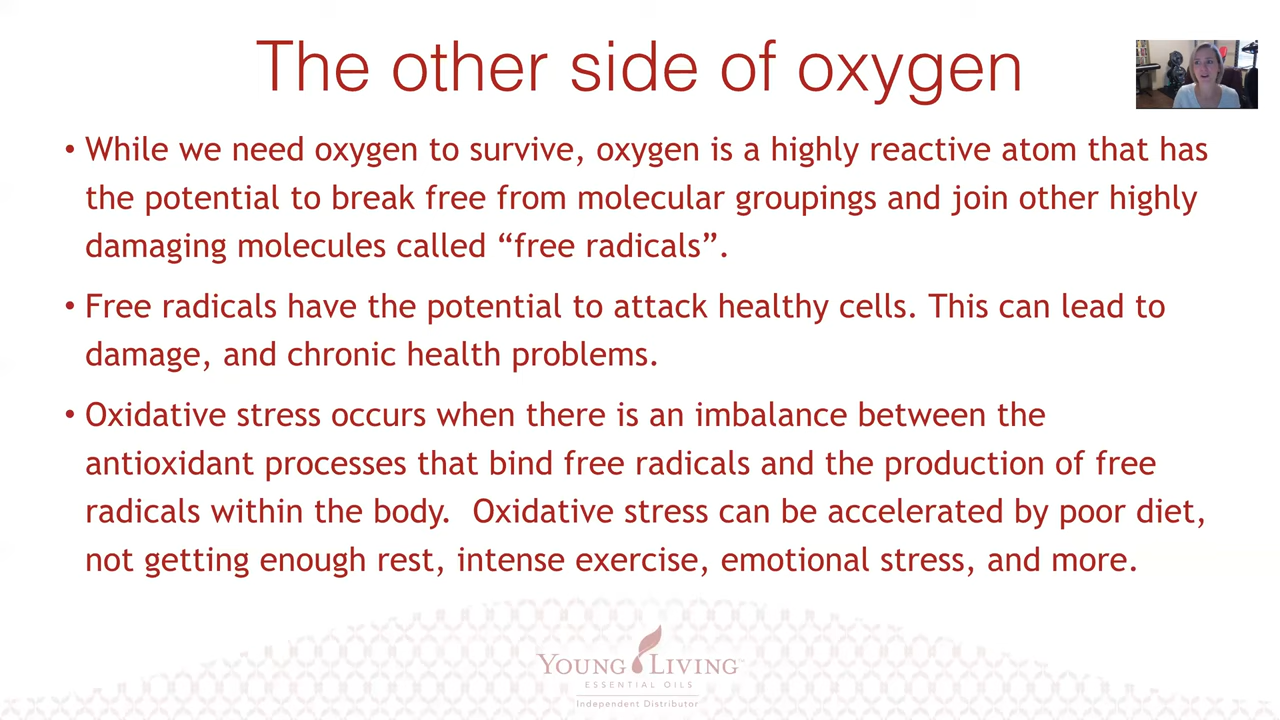 The other side of oxygen
• While we need oxygen to survive, oxygen is a highly reactive atom that has
the potential to break free from molecular groupings and join other highly
damaging molecules called “free radicals”.
• Free radicals have the potential to attack healthy cells. This can lead to
damage, and chronic health problems.
• Oxidative stress occurs when there is an imbalance between the
antioxidant processes that bind free radicals and the production of free
radicals within the body.  Oxidative stress can be accelerated by poor diet,
not getting enough rest, intense exercise, emotional stress, and more.
YOUNG LIVING™
ESSENTIAL OILS
Independent Distributor